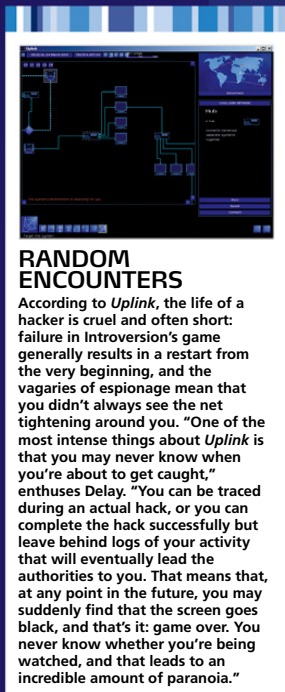 Uplink
RANDOM
ENCOUNTERS
According to Uplink, the life of a
hacker is cruel and often short:
failure in Introversion's game
generally results in a restart from
the very beginning, and the
vagaries of espionage mean that
you didn't always see the net
tightening around you. "One of the
most intense things about Uplink is
that you may never know when
you're about to get caught,"
enthuses Delay. "You can be traced
during an actual hack, or you can
complete the hack successfully but
leave behind logs of your activity
that will eventually lead the
authorities to you. That means that,
at any point in the future, you may
suddenly find that the screen goes
black, and that's it: game over. You
never know whether you're being
watched, and that leads to an
incredible amount of paranoia."